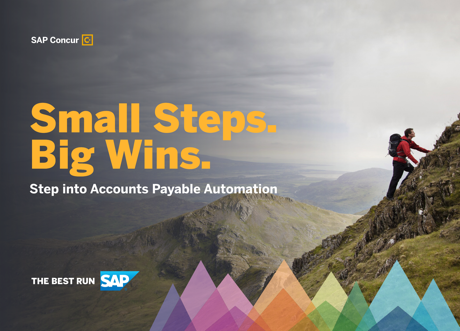 SAP Concur C
Small Steps.
Big Wins.
Step into Accounts Payable Automation
THE BEST RUN SAP